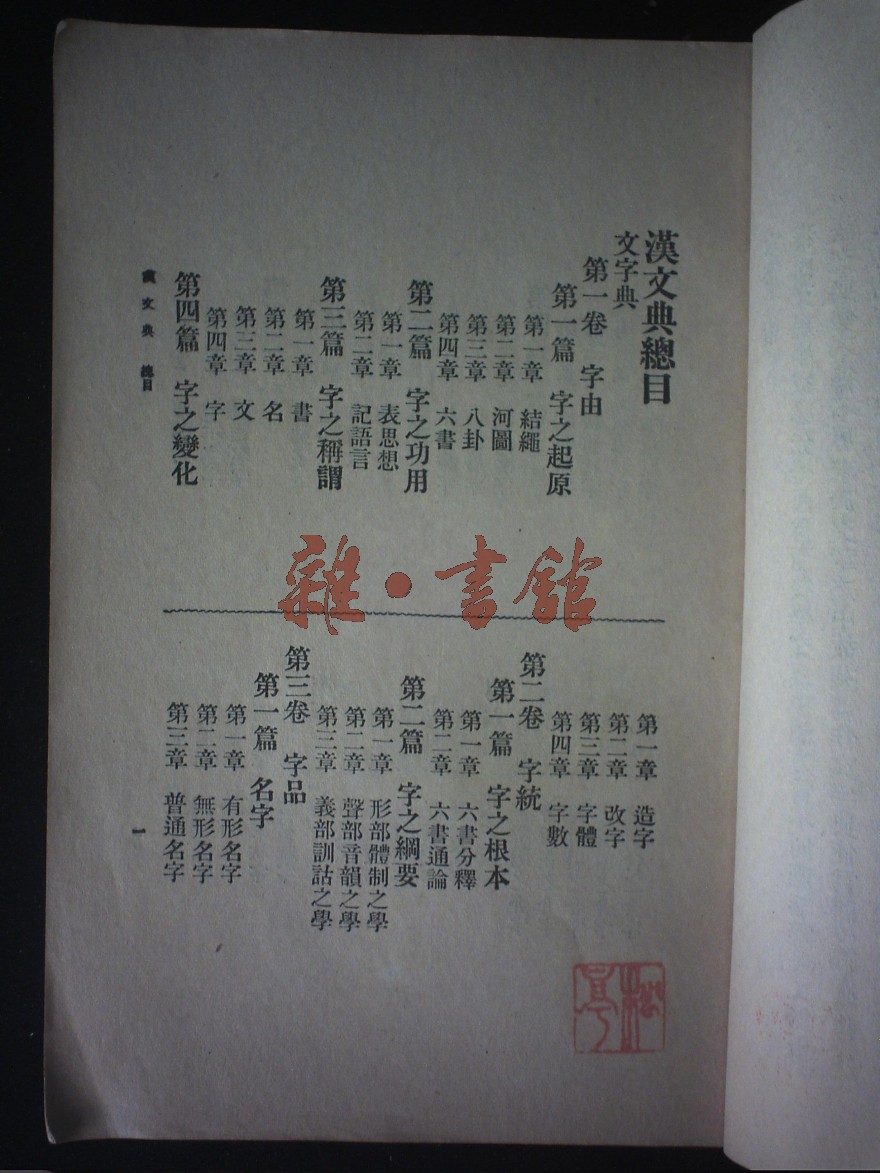 漢文典總目
文字典
第一卷 字由
第一篇 字之起原
第一章 結繩
第二章 河圖
第三章 八卦
第四章 六書
第二篇 字之功用
第一章 表思想
第二章 記語言
第三篇 字之稱謂
第一章 書
第二章 名
第三章 文
第四章 字
第四篇 字之變化
第一章 造字
第二章 改字
第三章 字體
第四章 字數
第二卷 字統
第一篇 字之根本
第一章 六書分釋
第二章 六書通論
第二篇 字之綱要
第一章 形部體制之學
第二章 聲部音韻之學
第三章 義部訓詁之學
第三卷 字品
第一篇 名字
第一章 有形名字
第二章 無形名字
第三章 普通名字
漢文典 總目
一
雜·書館